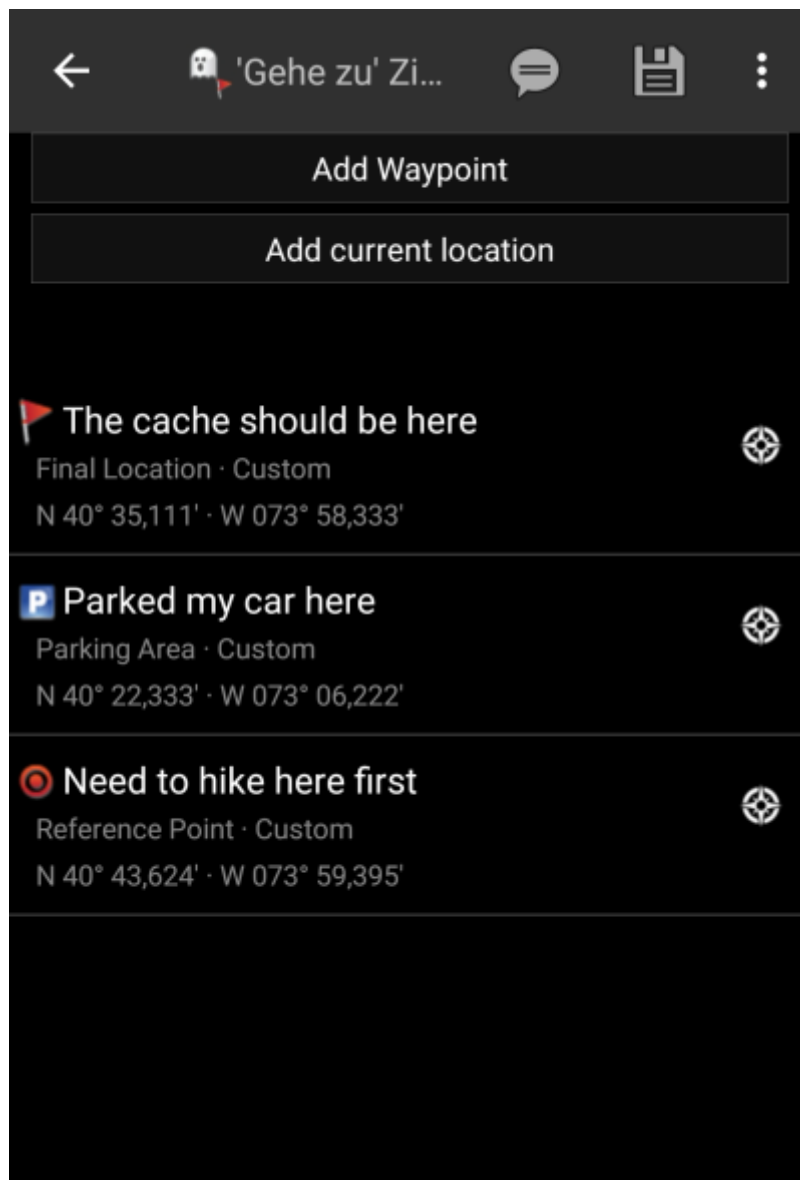 'Gehe zu' Zi...
Add Waypoint
Add current location
The cache should be here
Final Location · Custom
N 40° 35,111' · W 073° 58,333'
P Parked my car here
Parking Area · Custom
N 40° 22,333' · W 073° 06,222'
Need to hike here first
Reference Point · Custom
N 40° 43,624' · W 073° 59,395'